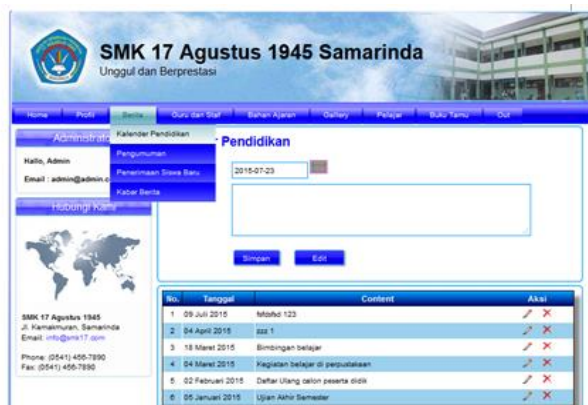 SMK 17 Agustus 1945 Samarinda
Unggul dan Berprestasi
Home Profil Berita Guru dan Staf Bahan Ajaran Gallery Pelajar Buku Tamu Out
Administrato
Kalender Pendidikan
Pengumuman
Penerimaan Siswa Baru
Kabar Berita
Hallo, Admin
Email : admin@admin.c
Hubungi Kami
SMK 17 Agustus 1945
Jl. Kamakmuran, Samarinda
Email: info@smk17.com
Phone: (0541) 456-7890
Fax: (0541) 456-7890
Pendidikan
2015-07-23
Simpan Edit
No. Tanggal Content Aksi
1 09 Juli 2015 123
2 04 April 2015 zzz 1
3 18 Maret 2015 Bimbingan belajar
4 04 Maret 2015 Kegiatan belajar di perpustakaan
5 02 Februari 2015 Daftar Ulang calon peserta didik
6 05 Januari 2015 Ujian Akhir Semester